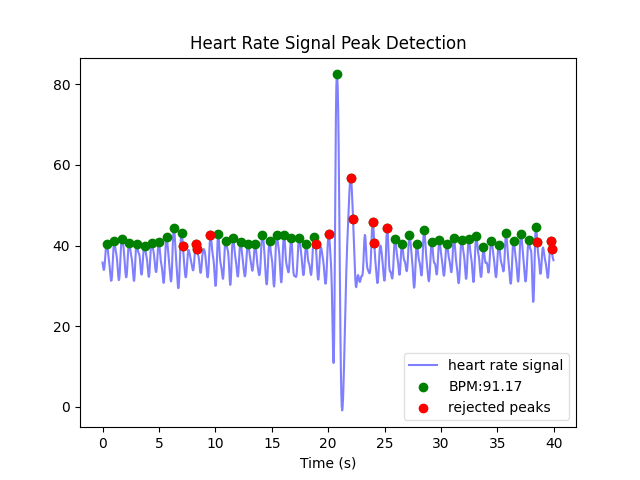 Heart Rate Signal Peak Detection
80
60
40
20
0
heart rate signal
BPM:91.17
rejected peaks
0 5 10 15 20 25 30 35 40
Time (s)